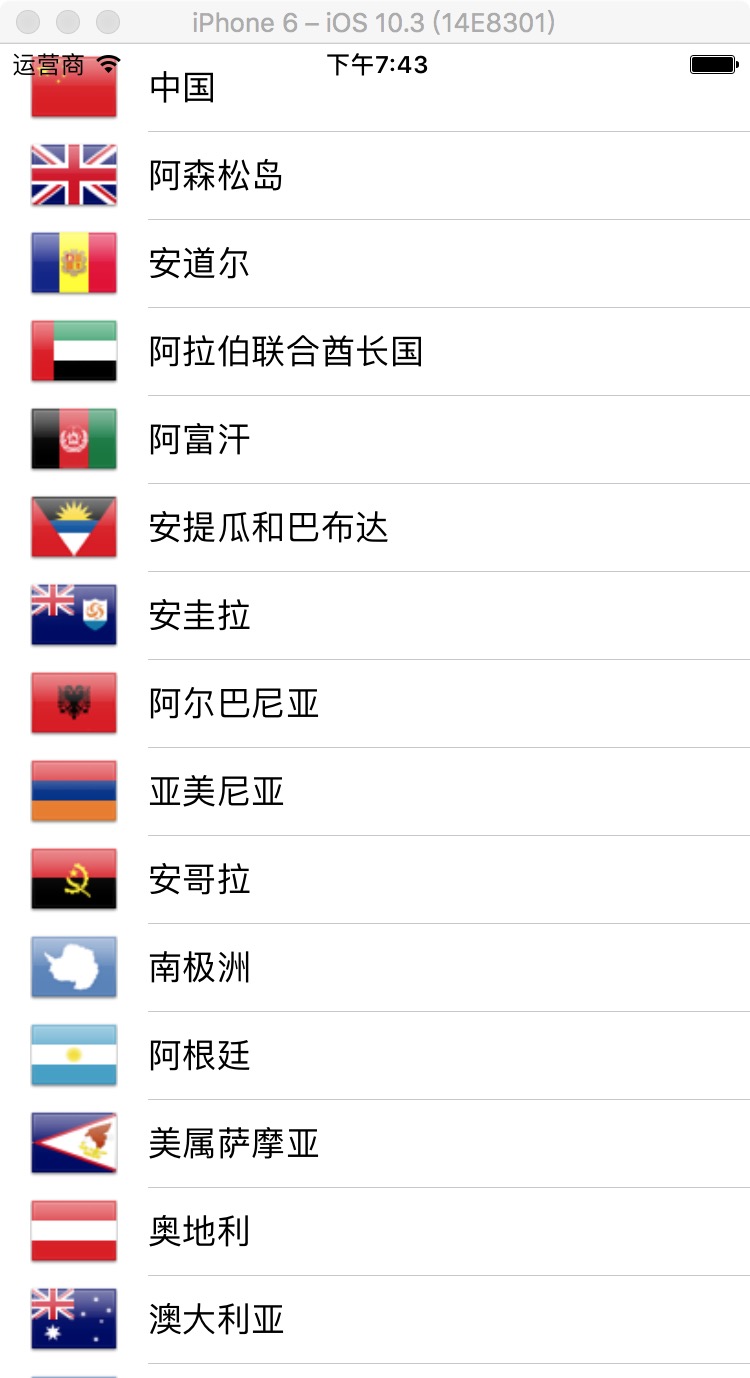 iPhone 6 – iOS 10.3 (14E8301)
运营商 下午7:43
中国
阿森松岛
安道尔
阿拉伯联合酋长国
阿富汗
安提瓜和巴布达
安圭拉
阿尔巴尼亚
亚美尼亚
安哥拉
南极洲
阿根廷
美属萨摩亚
奥地利
澳大利亚